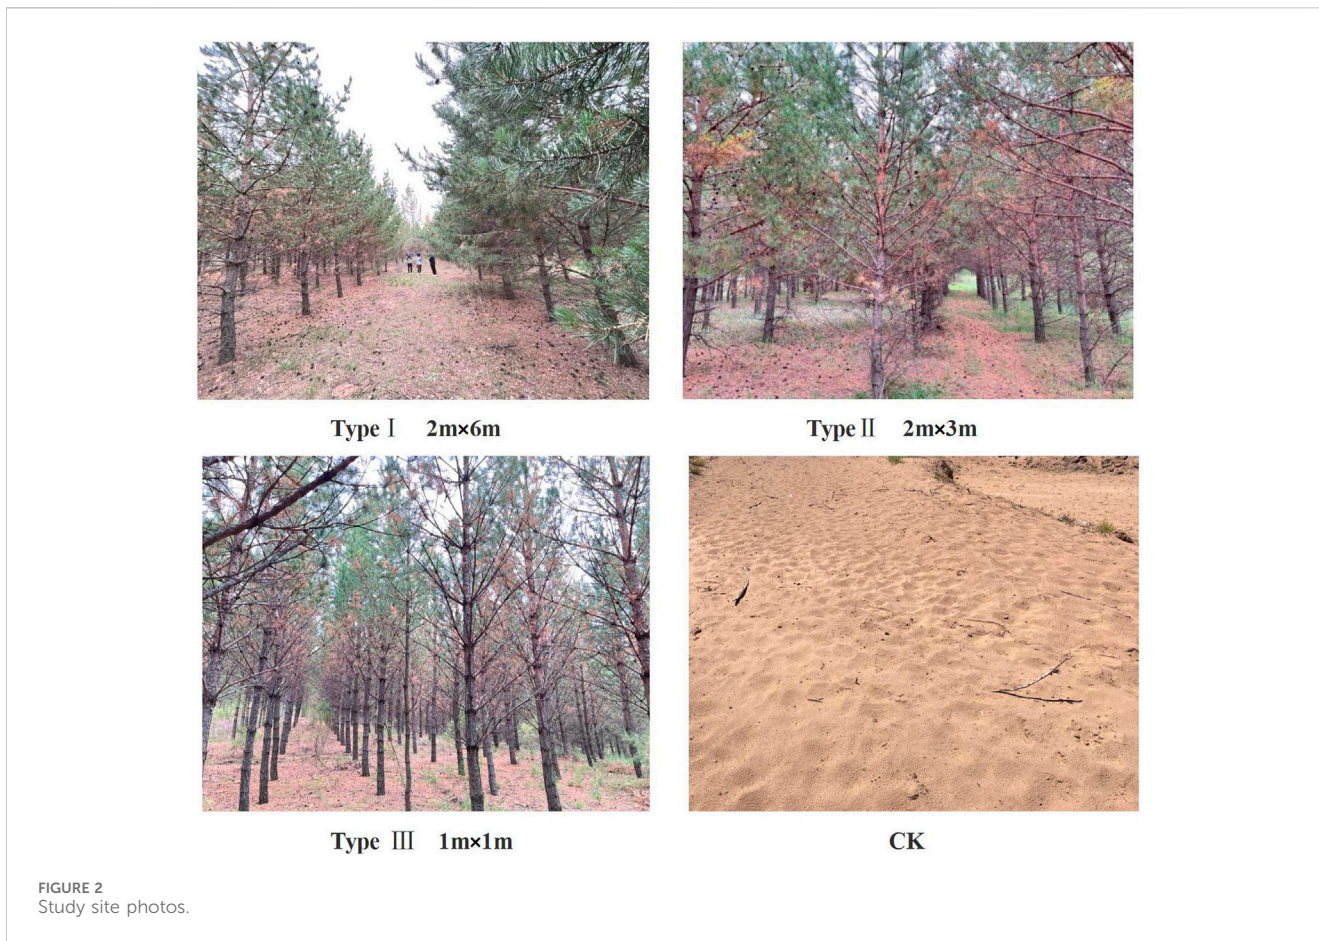 Type Ⅰ 2m×6m
Type Ⅱ 2m×3m
Type Ⅲ 1m×1m
CK
FIGURE 2
Study site photos.